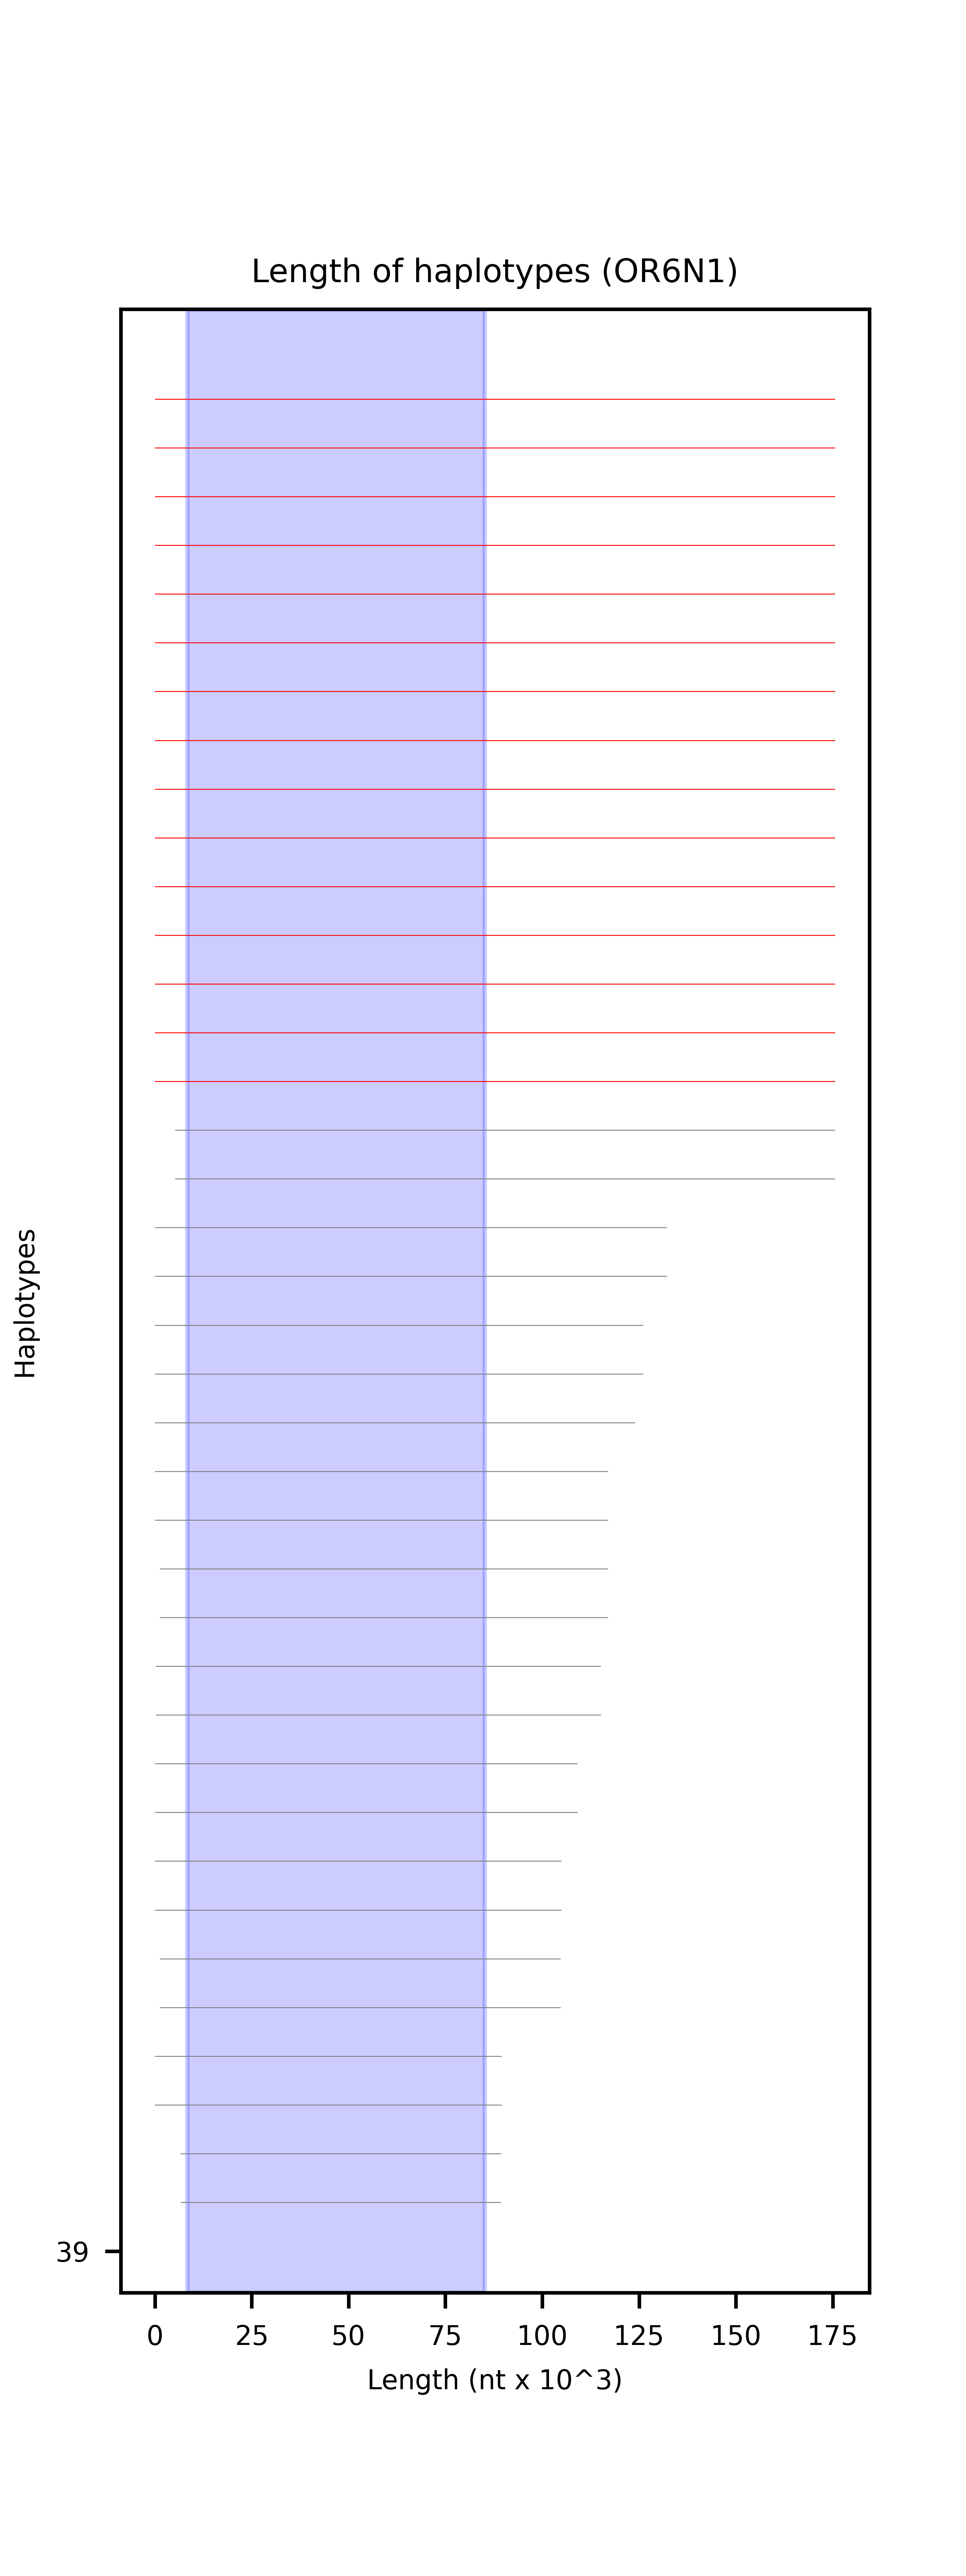 Length of haplotypes (OR6N1)
Haplotypes
39
0 25 50 75 100 125 150 175
Length (nt x 10^3)